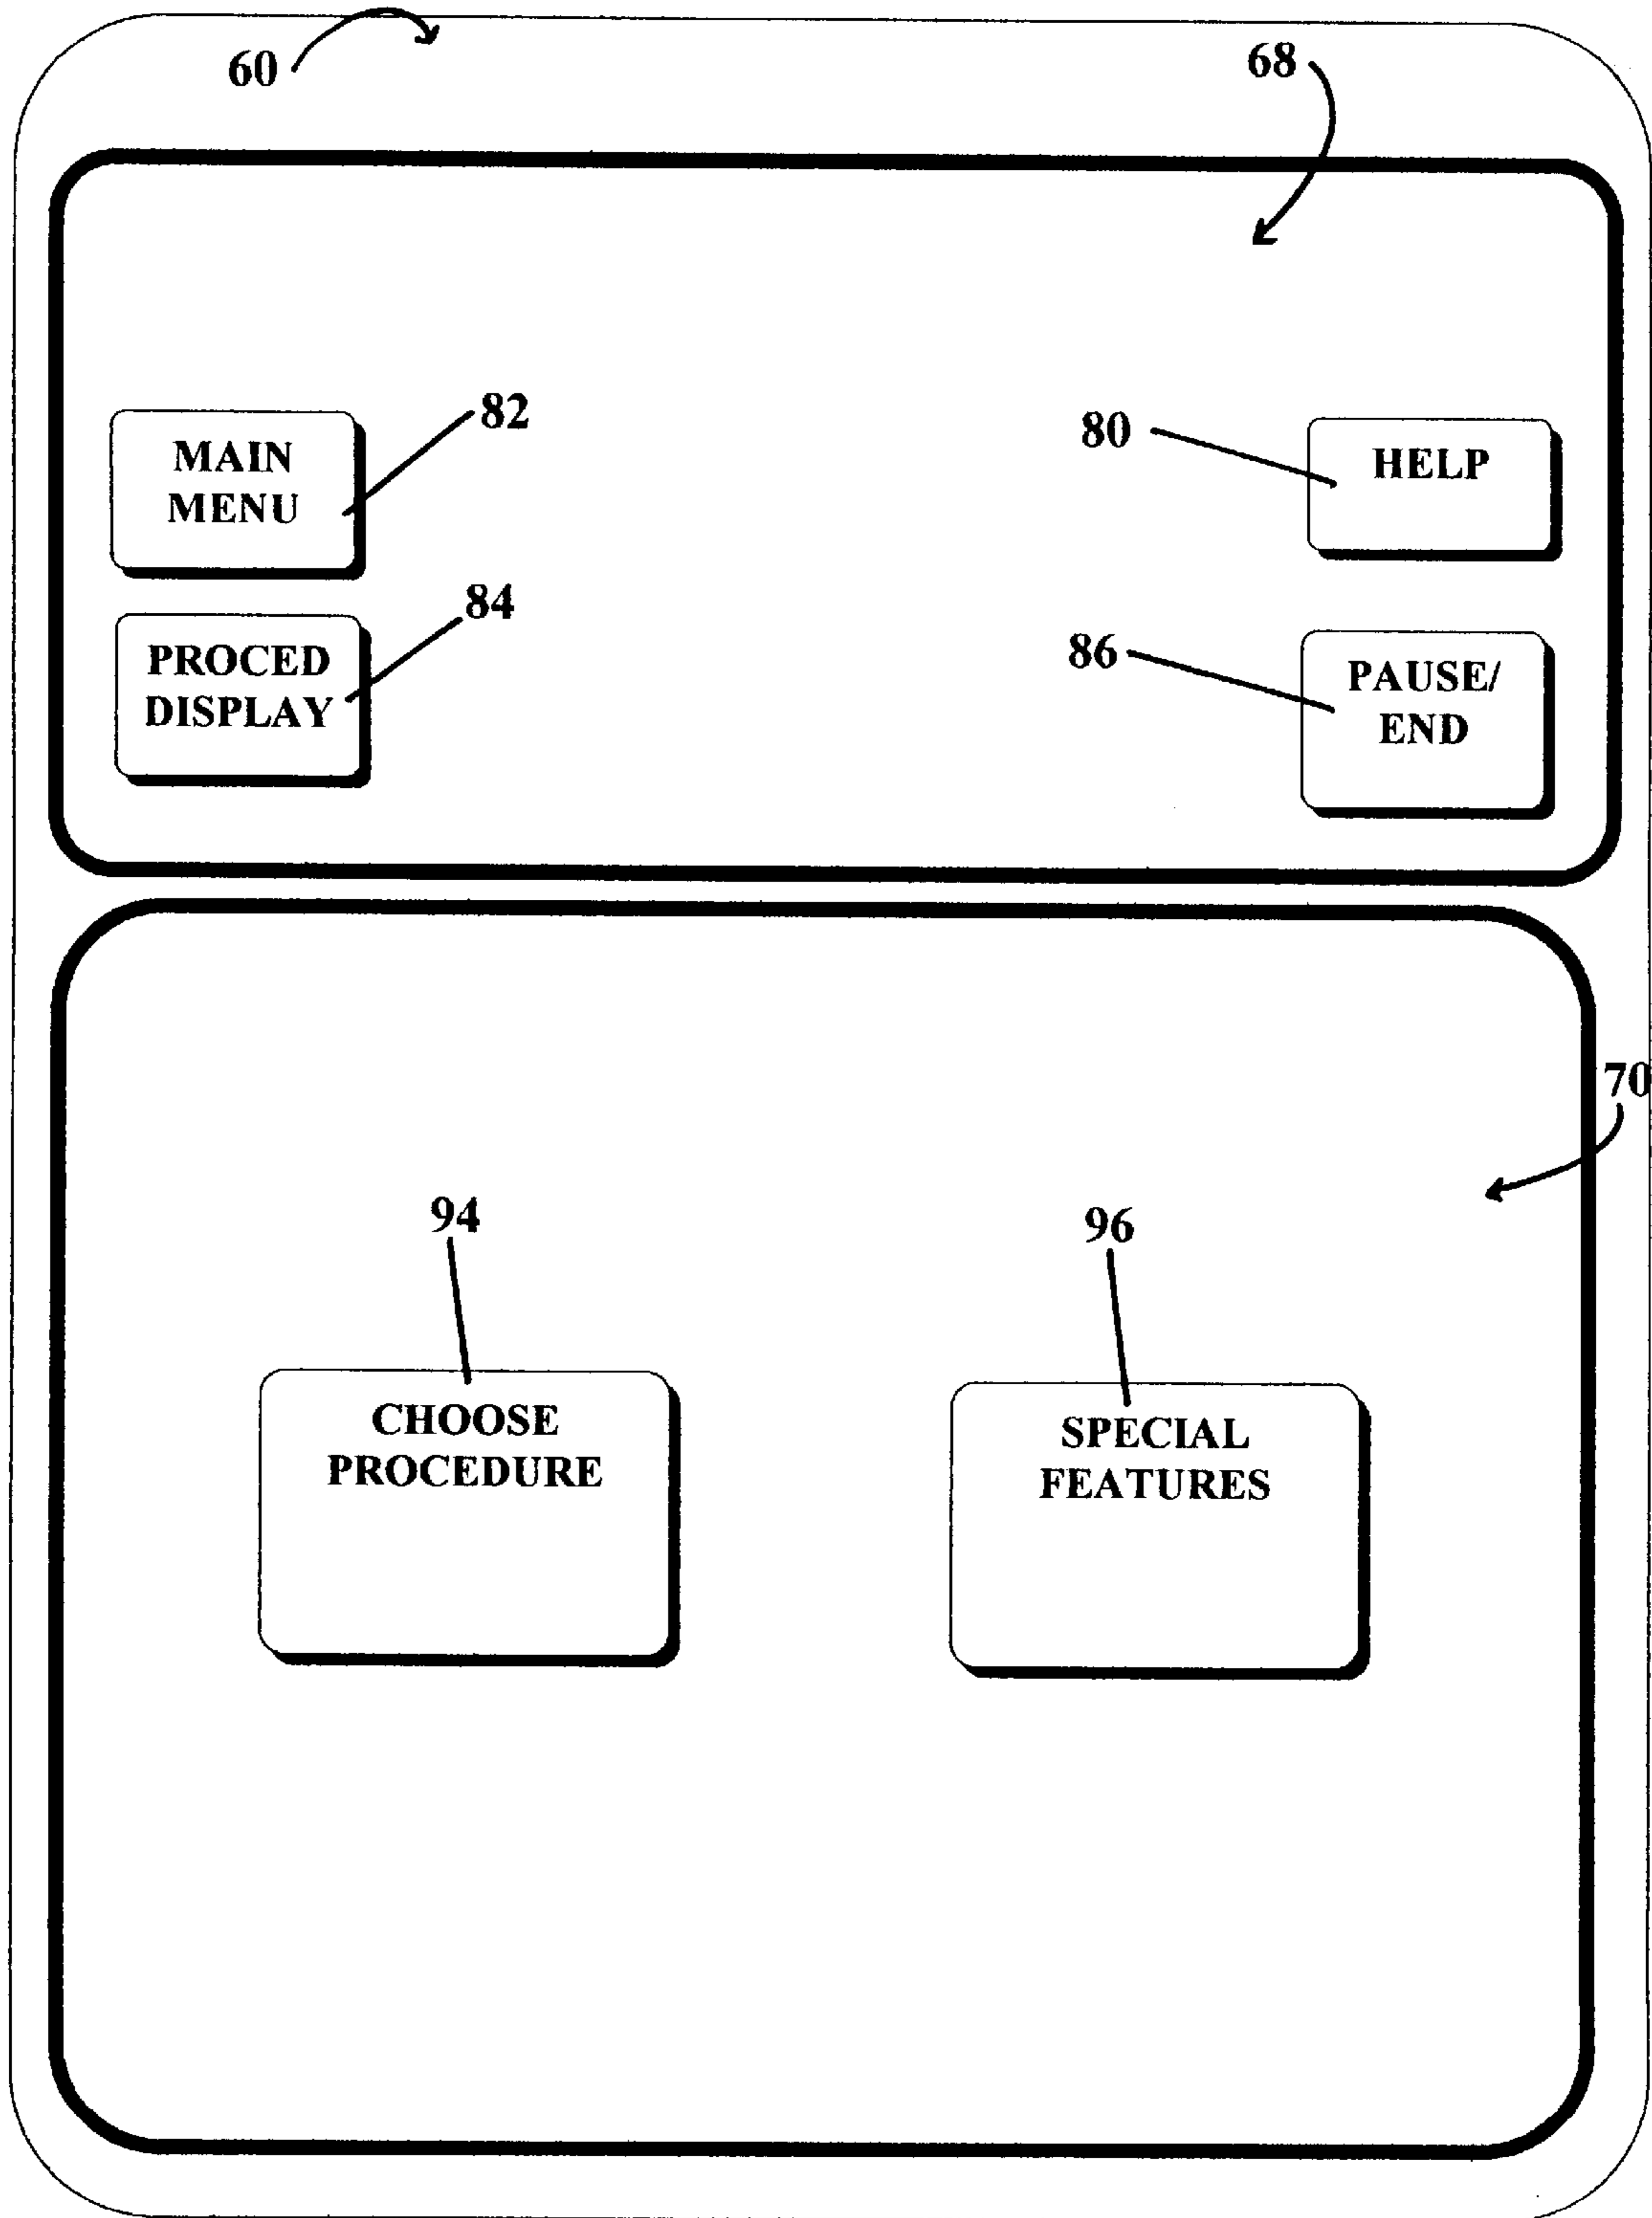 60
68
82
MAIN
MENU
80
HELP
84
PROCED
DISPLAY
86
PAUSE/
END
70
94
CHOOSE
PROCEDURE
96
SPECIAL
FEATURES